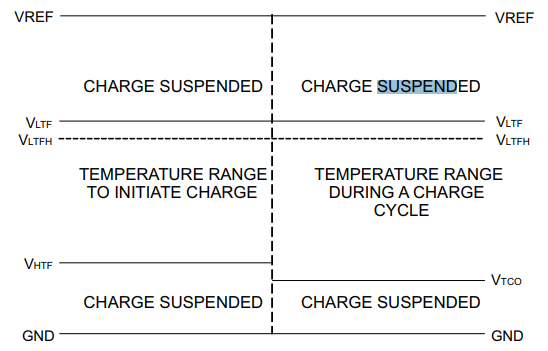 VREF VREF
CHARGE SUSPENDED CHARGE SUSPENDED
VLTF VLTF
VLTFH VLTFH
TEMPERATURE RANGE TEMPERATURE RANGE
TO INITIATE CHARGE DURING A CHARGE
CYCLE
VHTF
VTCO
CHARGE SUSPENDED CHARGE SUSPENDED
GND GND